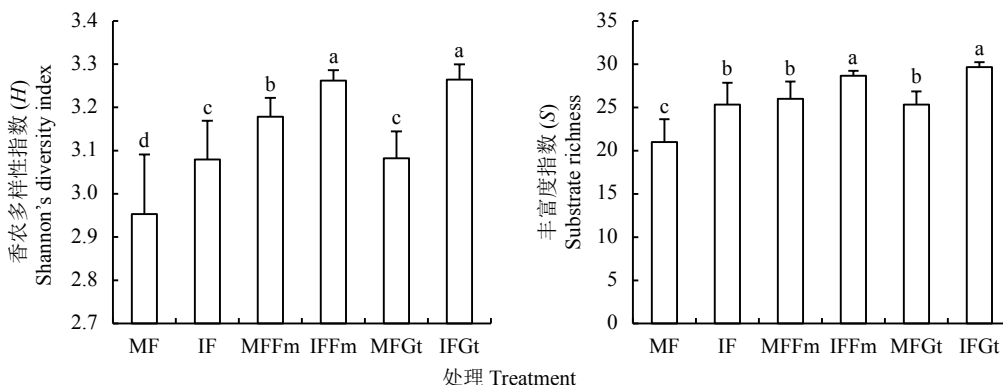 香农多样性指数 (H)
Shannon's diversity index
3.4
3.3
3.2
3.1
3.0
2.9
2.8
2.7
d
c
b
a
c
a
MF IF MFFm IFFm MFGt IFGt
丰富度指数 (S)
Substrate richness
35
30
25
20
15
10
5
0
c
b
b
a
b
a
MF IF MFFm IFFm MFGt IFGt
处理 Treatment